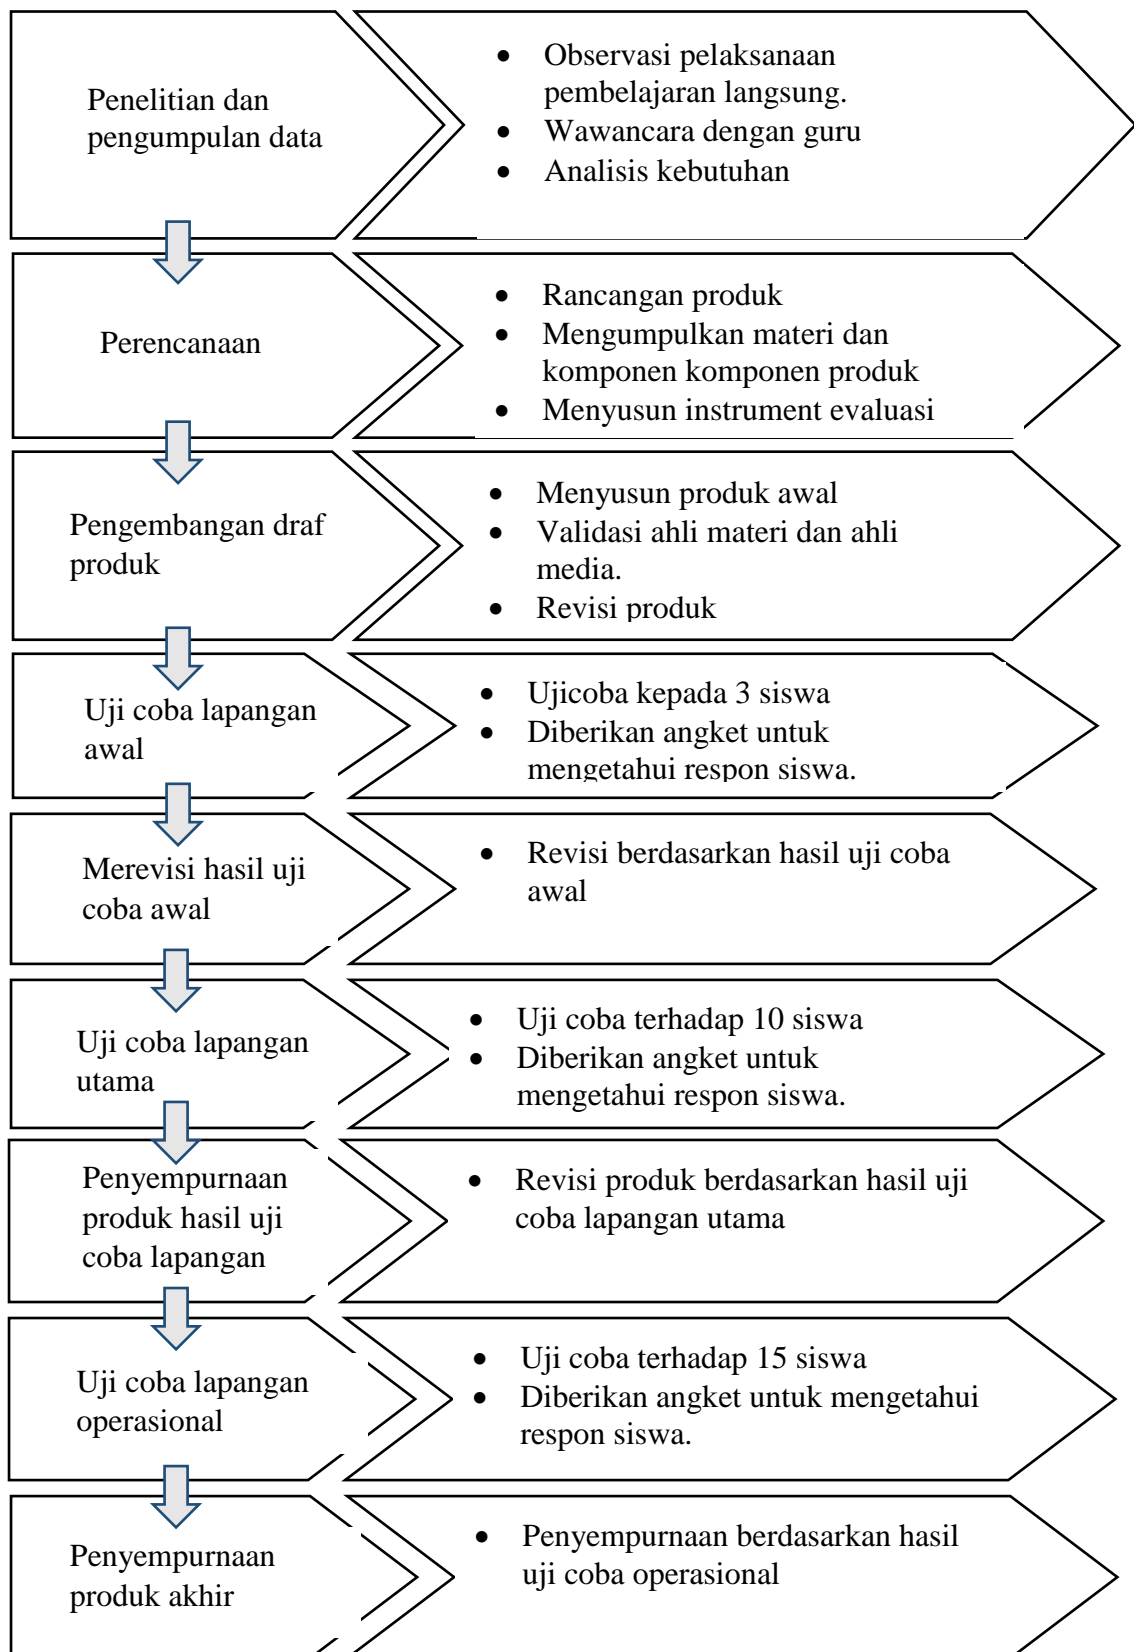 Penelitian dan
pengumpulan data
• Observasi pelaksanaan
pembelajaran langsung.
• Wawancara dengan guru
• Analisis kebutuhan
Perencanaan
• Rancangan produk
• Mengumpulkan materi dan
komponen komponen produk
• Menyusun instrument evaluasi
Pengembangan draf
produk
• Menyusun produk awal
• Validasi ahli materi dan ahli
media.
• Revisi produk
Uji coba lapangan
awal
• Ujicoba kepada 3 siswa
• Diberikan angket untuk
mengetahui respon siswa.
Merevisi hasil uji
coba awal
• Revisi berdasarkan hasil uji coba
awal
Uji coba lapangan
utama
• Uji coba terhadap 10 siswa
• Diberikan angket untuk
mengetahui respon siswa.
Penyempurnaan
produk hasil uji
coba lapangan
• Revisi produk berdasarkan hasil uji
coba lapangan utama
Uji coba lapangan
operasional
• Uji coba terhadap 15 siswa
• Diberikan angket untuk mengetahui
respon siswa.
Penyempurnaan
produk akhir
• Penyempurnaan berdasarkan hasil
uji coba operasional